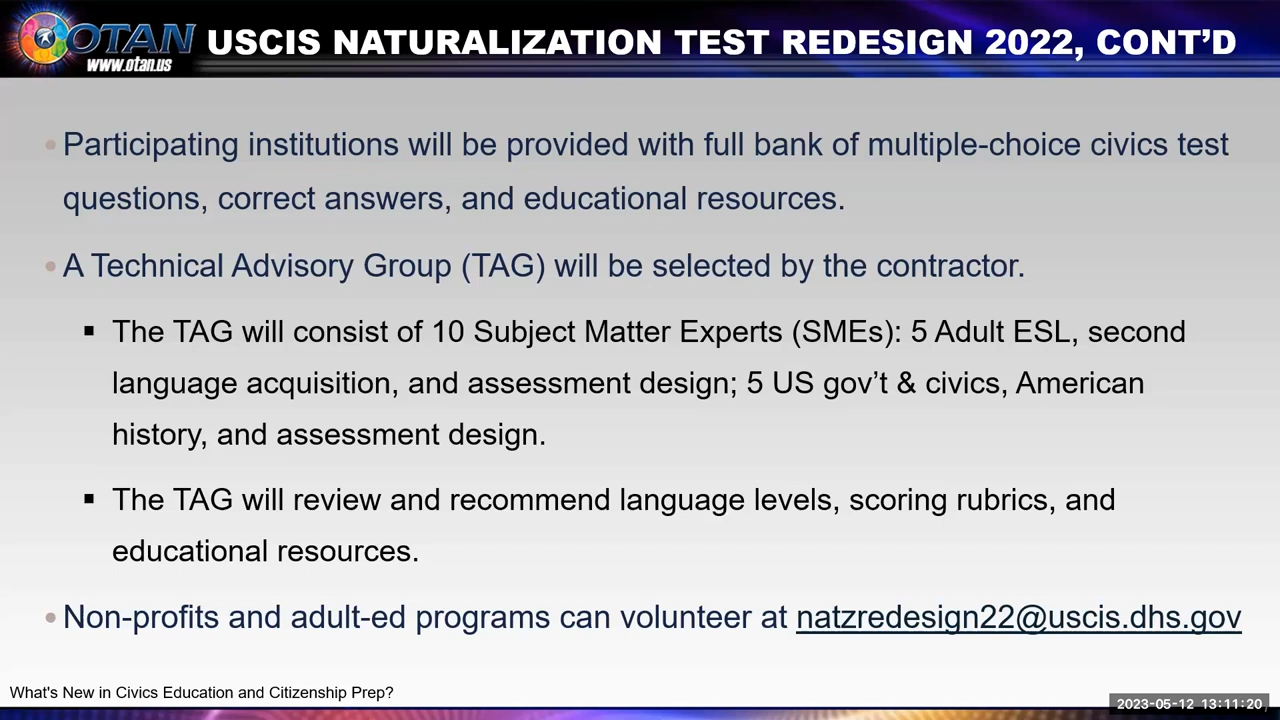 OTAN
www.otan.us
USCIS NATURALIZATION TEST REDESIGN 2022, CONT’D
• Participating institutions will be provided with full bank of multiple-choice civics test
questions, correct answers, and educational resources.
• A Technical Advisory Group (TAG) will be selected by the contractor.
▪ The TAG will consist of 10 Subject Matter Experts (SMEs): 5 Adult ESL, second
language acquisition, and assessment design; 5 US gov’t & civics, American
history, and assessment design.
▪ The TAG will review and recommend language levels, scoring rubrics, and
educational resources.
• Non-profits and adult-ed programs can volunteer at natzredesign22@uscis.dhs.gov
What's New in Civics Education and Citizenship Prep?
2023-05-12 13:11:20